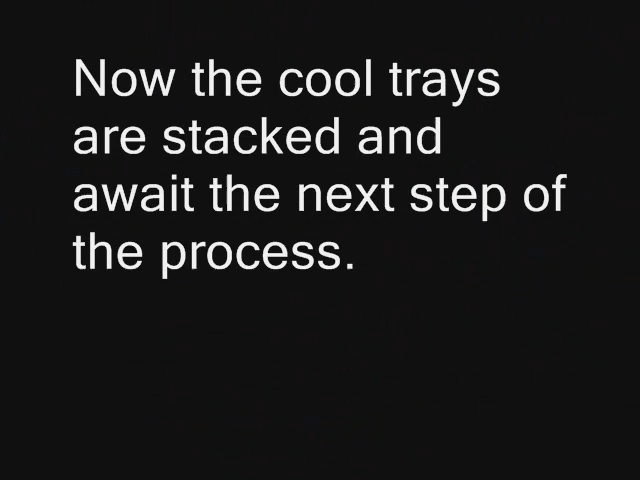 Now the cool trays
are stacked and
await the next step of
the process.